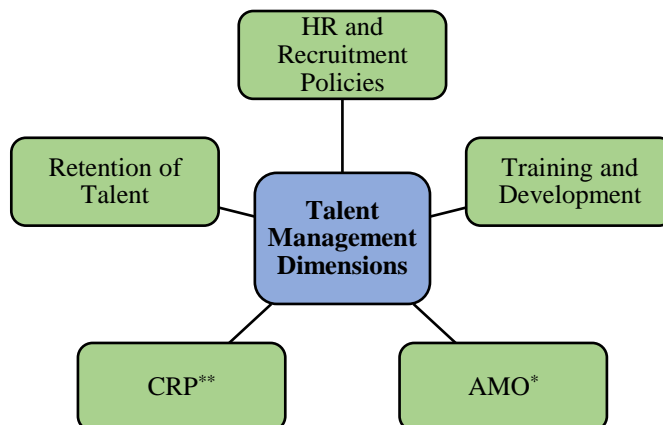 HR and
Recruitment
Policies
Retention of
Talent
Training and
Development
Talent
Management
Dimensions
CRP**
AMO*